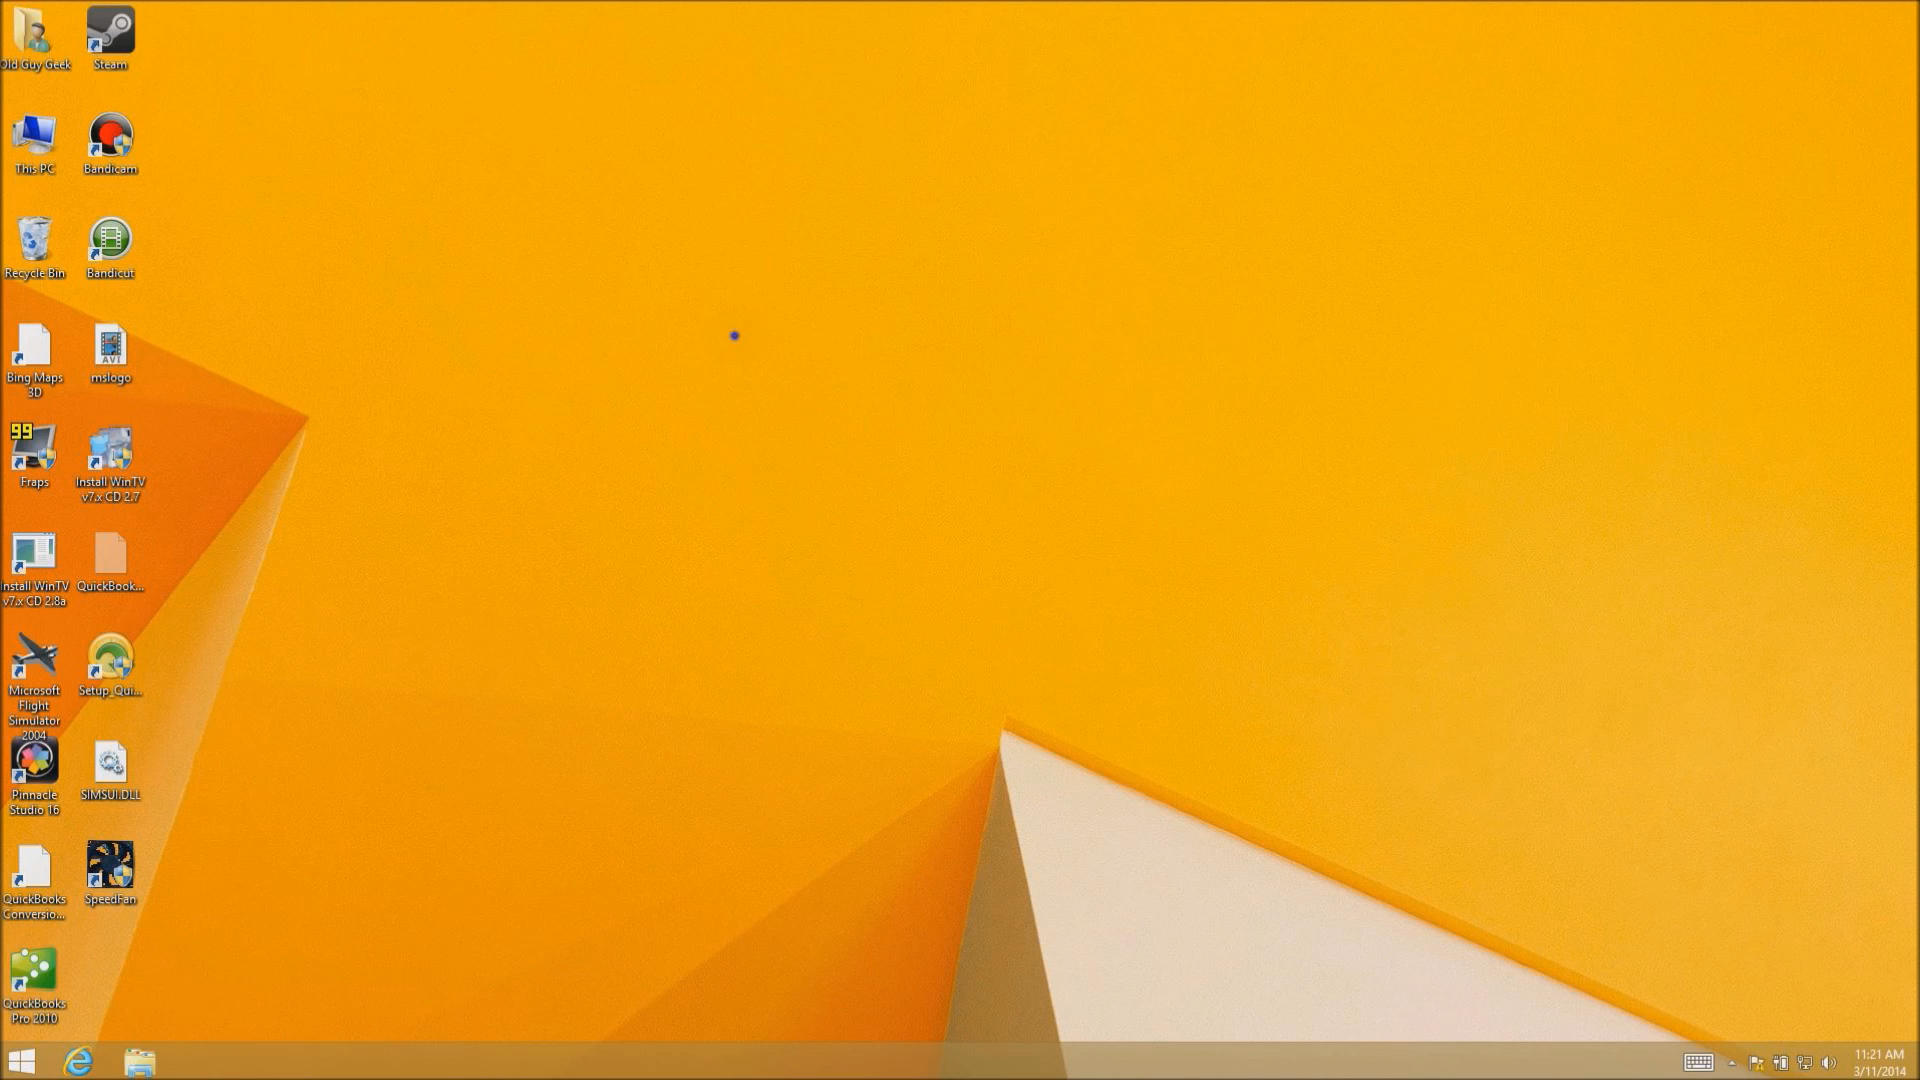 Old Guy Geek
Steam
This PC
Bandicam
Recycle Bin
Bandicut
Bing Maps
3D
AVI
mslogo
99
Fraps
Install WinTV
v7.x CD 2.7
Install WinTV
v7.x CD 2.8a
QuickBook...
Microsoft
Flight
Simulator
2004
Setup_Qui...
Pinnacle
Studio 16
SIMSUI.DLL
QuickBooks
Conversio...
SpeedFan
QuickBooks
Pro 2010
11:21 AM
3/11/2014